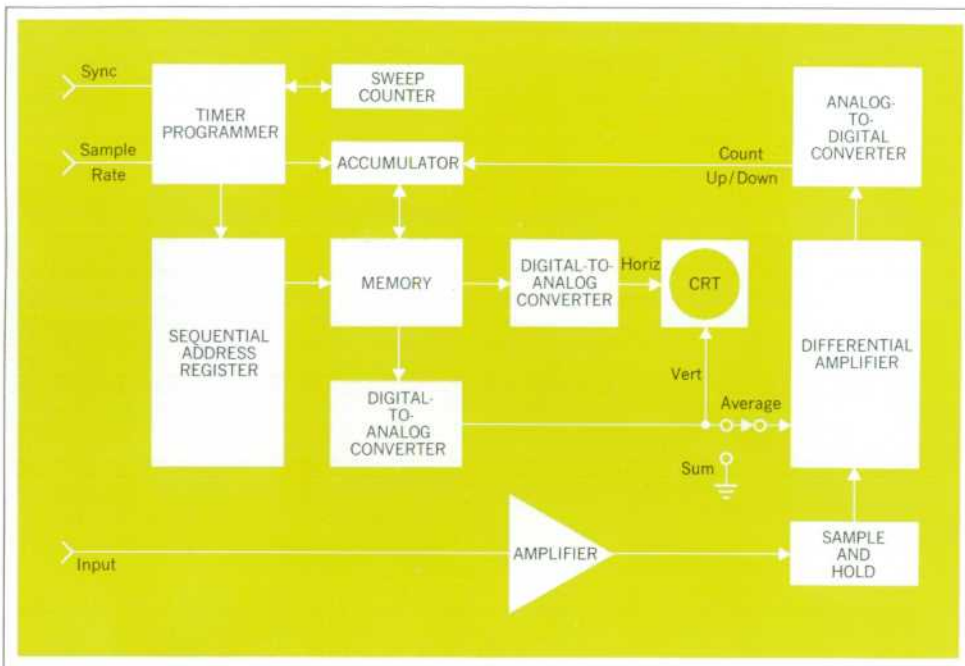 Sync
Sample
Rate
TIMER
PROGRAMMER
SWEEP
COUNTER
ACCUMULATOR
Count
Up/Down
ANALOG-
TO-
DIGITAL
CONVERTER
SEQUENTIAL
ADDRESS
REGISTER
MEMORY
DIGITAL-TO-
ANALOG
CONVERTER
Horiz
CRT
Vert
DIGITAL-
TO-
ANALOG
CONVERTER
Average
Sum
DIFFERENTIAL
AMPLIFIER
Input
AMPLIFIER
SAMPLE
AND
HOLD